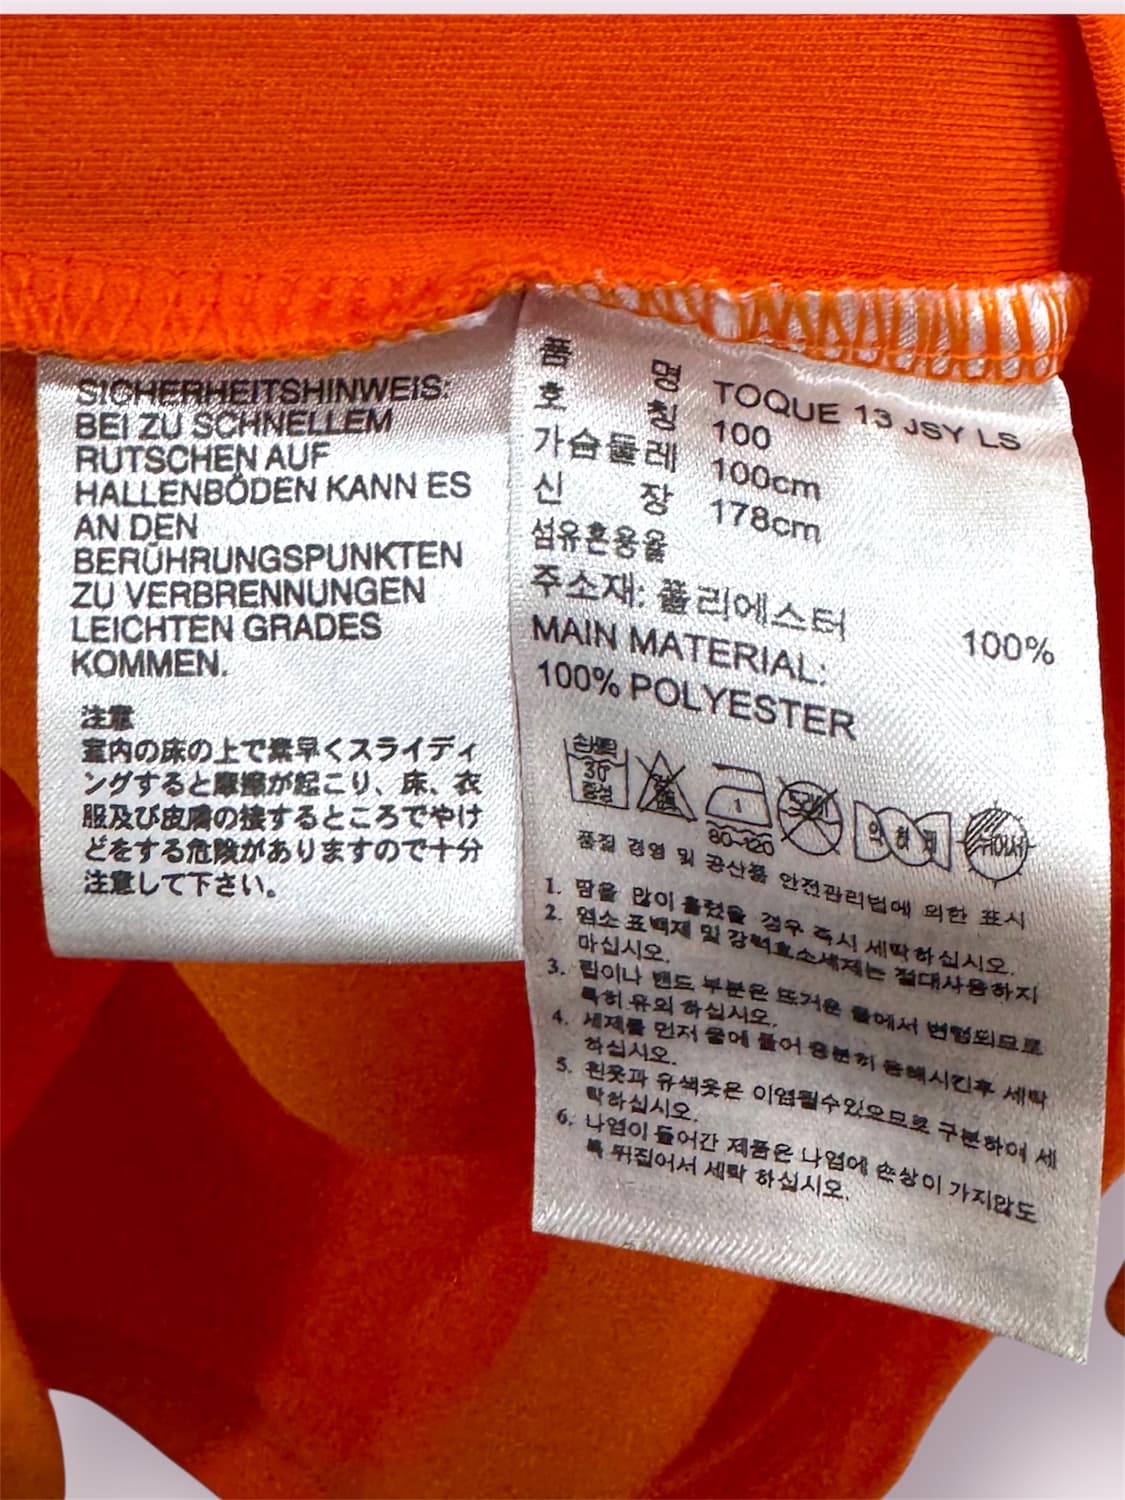 SICHERHEITSHINWEIS:
BEI ZU SCHNELLEM
RUTSCHEN AUF
HALLENBÖDEN KANN ES
AN DEN
BERÜHRUNGSPUNKTEN
ZU VERBRENNUNGEN
LEICHTEN GRADES
KOMMEN.
注意
室内の床の上で素早くスライディ
ングすると摩擦が起こり、床、衣
服及び皮膚の接するところでやけ
どをする危険がありますので十分
注意して下さい。
품 명 TOQUE 13 JSY LS
호 칭 100
가슴둘레 100cm
신 장 178cm
섬유혼용율
주소재: 폴리에스터 100%
MAIN MATERIAL:
100% POLYESTER
손세탁
30°
중성
1
80~120
약하게
뉘어서
품질 경영 및 공산품 안전관리법에 의한 표시
1. 땀을 많이 흘렸을 경우 즉시 세탁하십시오.
2. 염소 표백제 및 강력효소세제는 절대사용하지
마십시오.
3. 립이나 밴드 부분은 뜨거운 물에서 변형되므로
특히 유의 하십시오.
4. 세제를 먼저 물에 풀어 충분히 용해시킨후 세탁
하십시오.
5. 흰옷과 유색옷은 이염될수있으므로 구분하여 세
탁하십시오.
6. 나염이 들어간 제품은 나염에 손상이 가지않도
록 뒤집어서 세탁 하십시오.